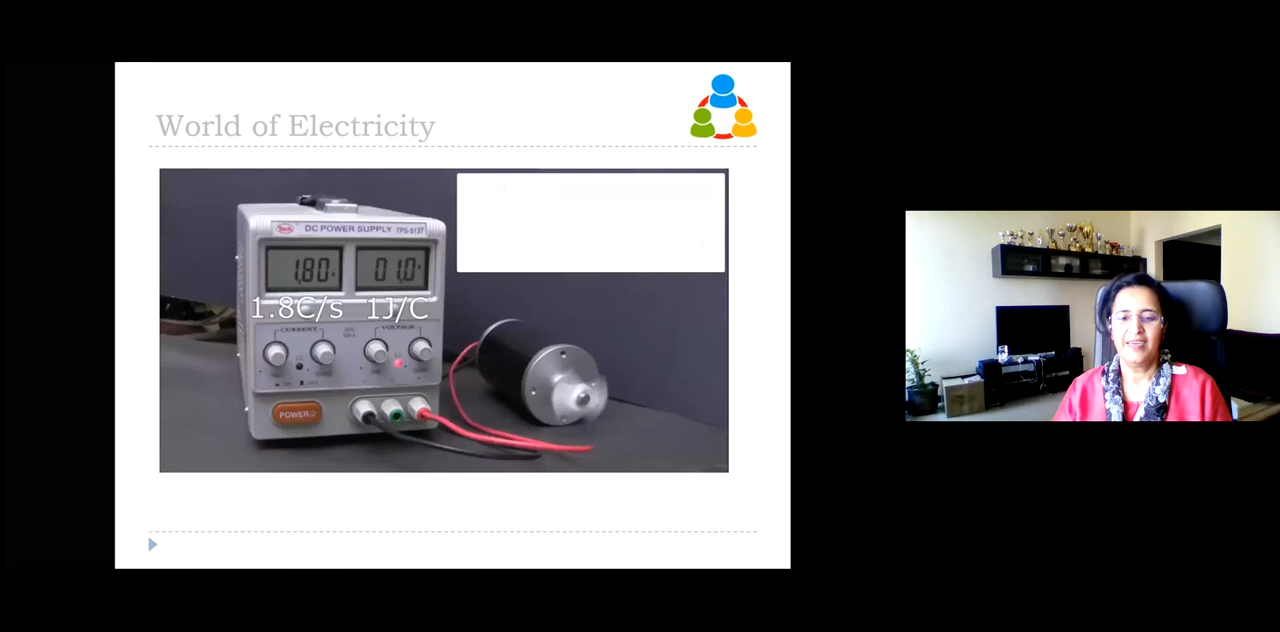 World of Electricity
DC POWER SUPPLY TPS-5137
1.80 01.0
1.8C/s 1J/C
CURRENT VOLTAGE
POWER